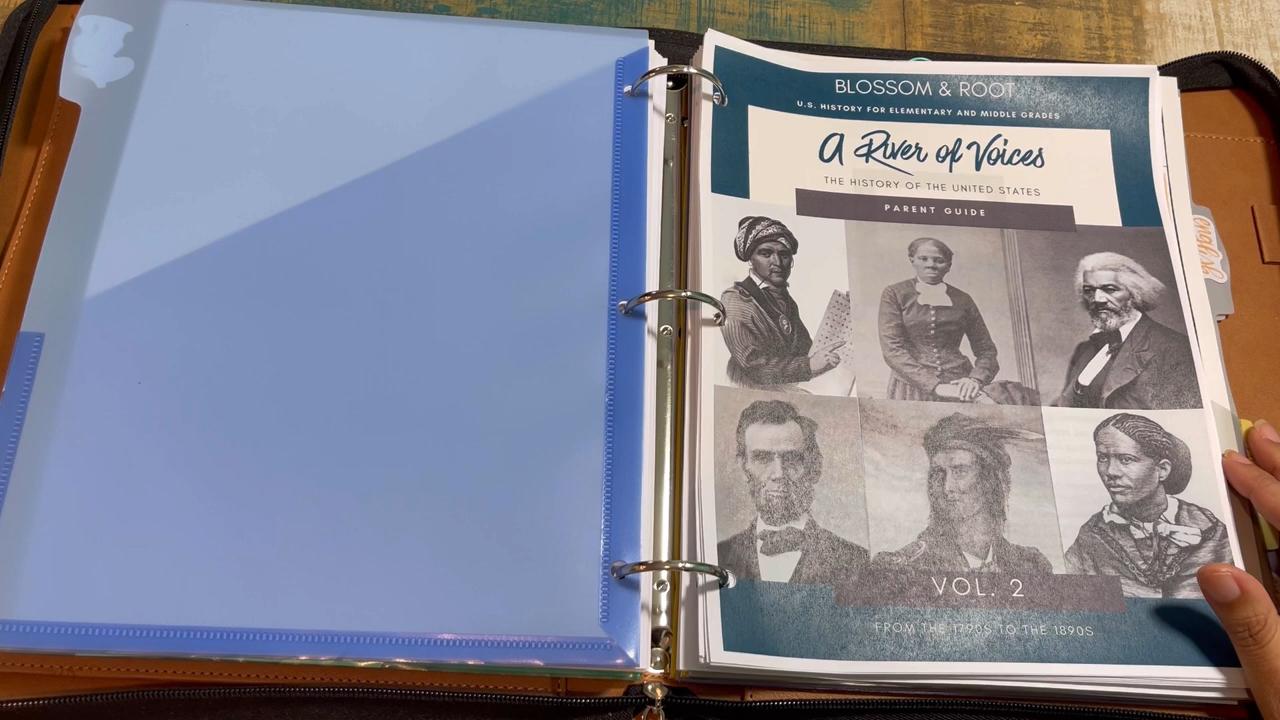 BLOSSOM & ROOT
U.S. HISTORY FOR ELEMENTARY AND MIDDLE GRADES
A River of Voices
THE HISTORY OF THE UNITED STATES
PARENT GUIDE
VOL. 2
FROM THE 1790S TO THE 1890S